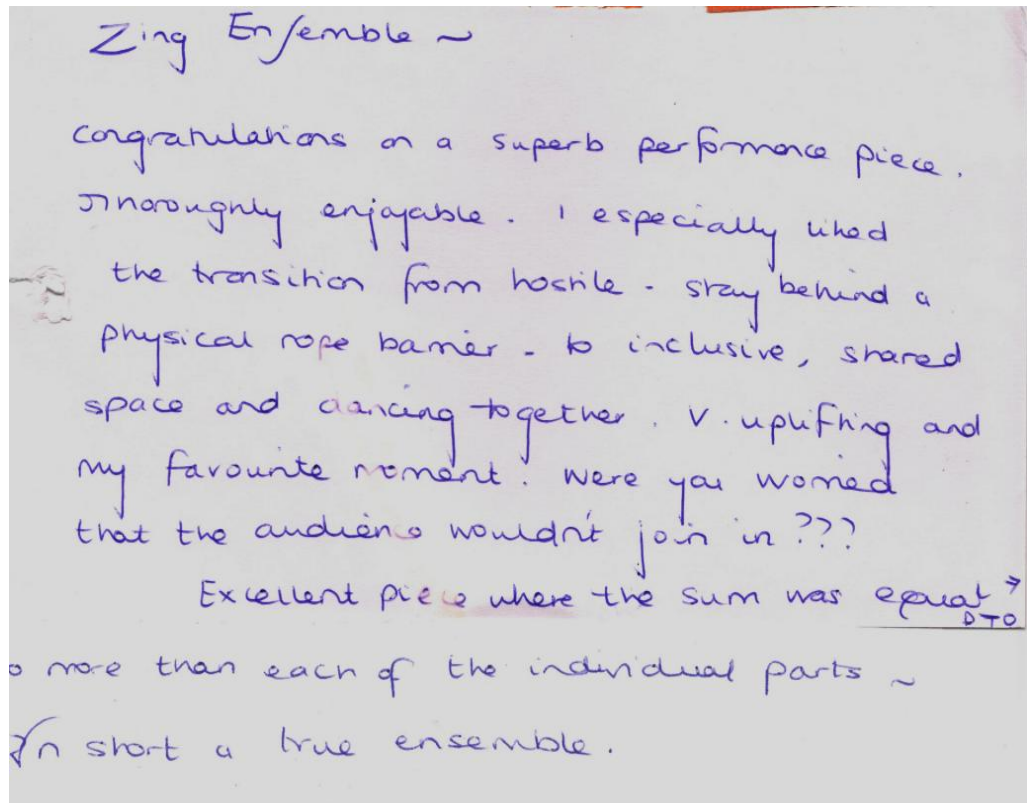 Zing Ensemble ~
congratulations on a superb performance piece.
Thoroughly enjoyable. I especially liked
the transition from hostile - stay behind a
physical rope barrier - to inclusive, shared
space and dancing together. V. uplifting and
my favourite moment. Were you worried
that the audience wouldn't join in ???
Excellent piece where the sum was equal →
PTO
o more than each of the individual parts ~
In short a true ensemble.